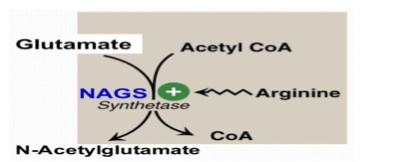 Glutamate
Acetyl CoA
NAGS + Arginine
Synthetase
CoA
N-Acetylglutamate